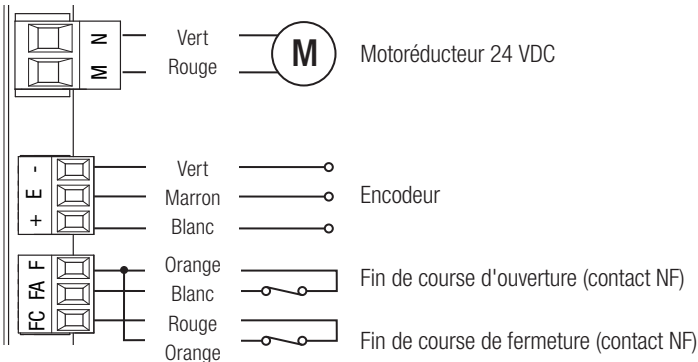 N Vert
M Rouge
M Motoréducteur 24 VDC
- Vert
E Marron
+ Blanc
Encodeur
F Orange
FA Blanc
FC Rouge
Orange
Fin de course d'ouverture (contact NF)
Fin de course de fermeture (contact NF)